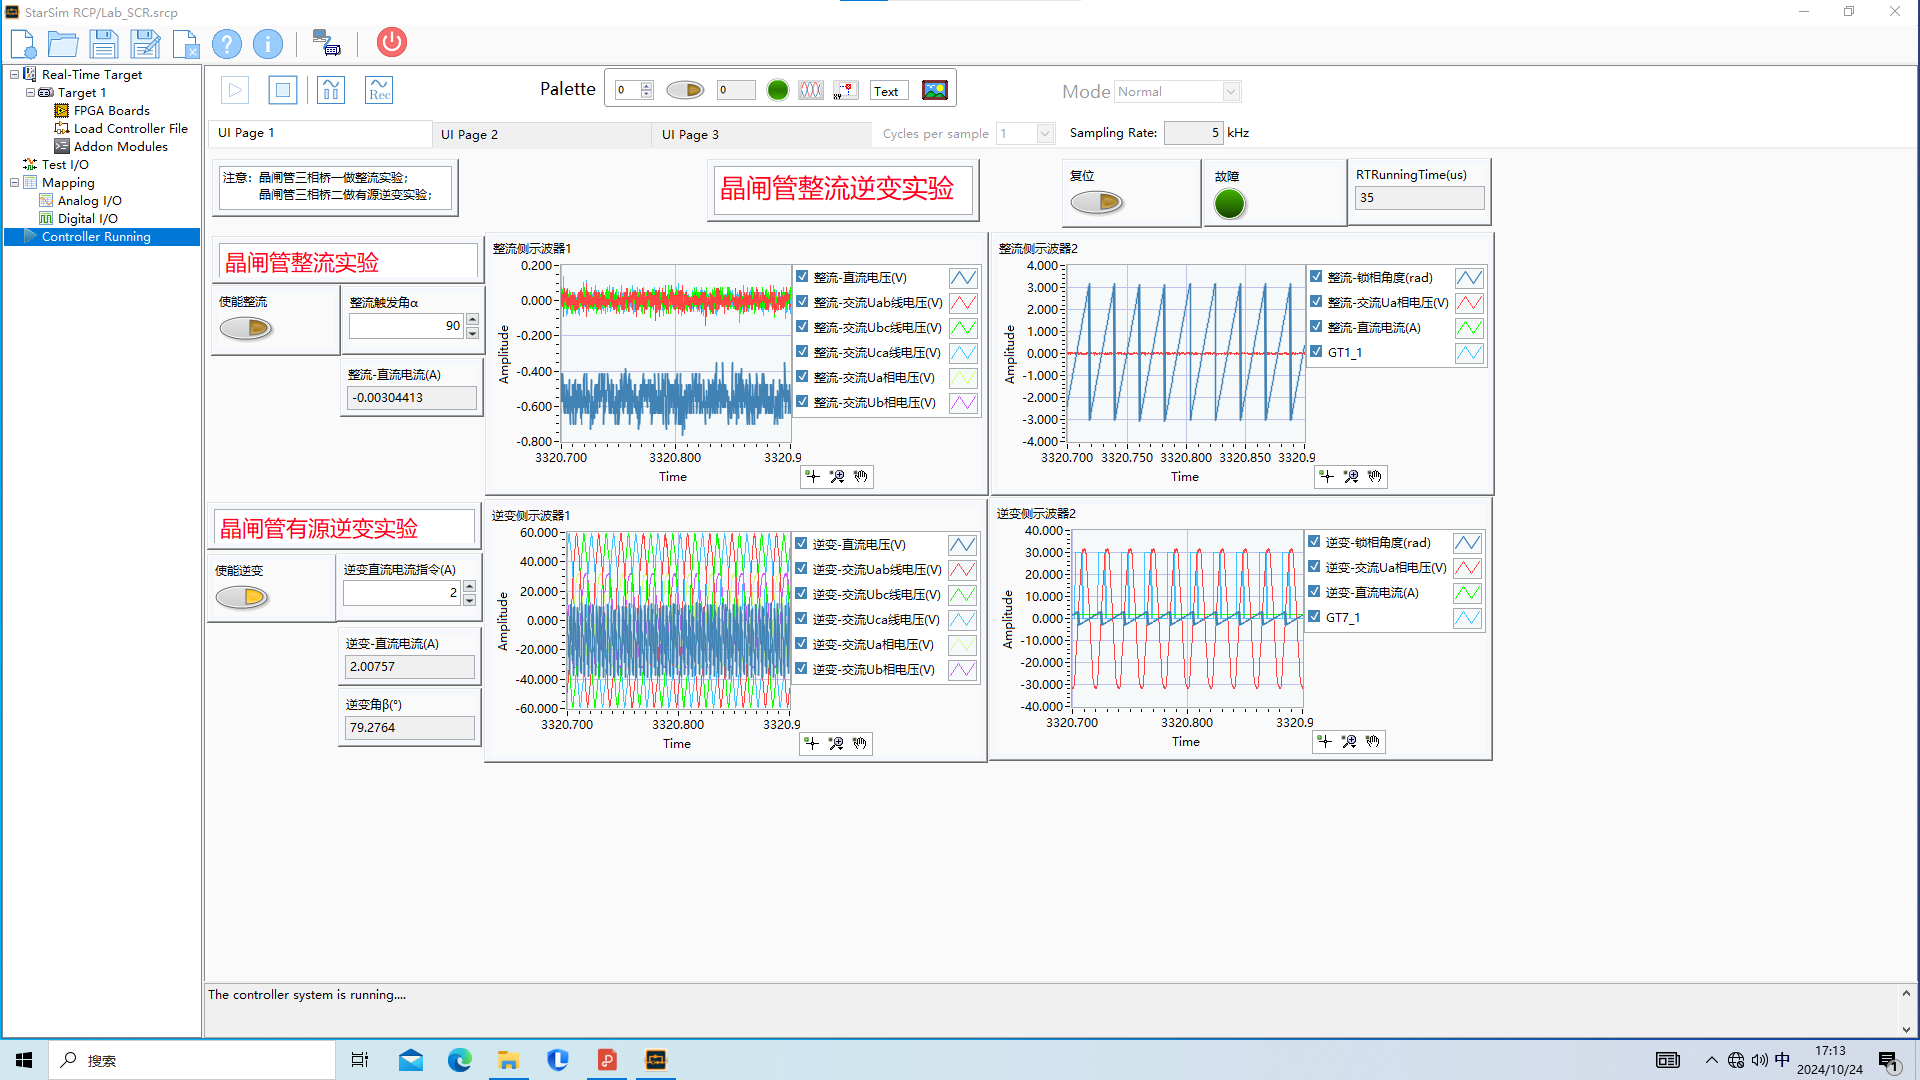 StarSim RCP/Lab_SCR.srcp
Real-Time Target
Target 1
FPGA Boards
Load Controller File
Addon Modules
Test I/O
Mapping
Analog I/O
Digital I/O
Controller Running
Rec
Palette
0
0
Text
Mode
Normal
UI Page 1
UI Page 2
UI Page 3
Cycles per sample
1
Sampling Rate:
5
kHz
注意：晶闸管三相桥一做整流实验；
晶闸管三相桥二做有源逆变实验；
晶闸管整流逆变实验
复位
故障
RTRunningTime(us)
35
晶闸管整流实验
使能整流
整流触发角α
90
整流-直流电流(A)
-0.00304413
整流侧示波器1
Amplitude
0.200
0.000
-0.200
-0.400
-0.600
-0.800
3320.700
3320.800
3320.9
Time
整流-直流电压(V)
整流-交流Uab线电压(V)
整流-交流Ubc线电压(V)
整流-交流Uca线电压(V)
整流-交流Ua相电压(V)
整流-交流Ub相电压(V)
整流侧示波器2
Amplitude
4.000
3.000
2.000
1.000
0.000
-1.000
-2.000
-3.000
-4.000
3320.700
3320.750
3320.800
3320.850
3320.9
Time
整流-锁相角度(rad)
整流-交流Ua相电压(V)
整流-直流电流(A)
GT1_1
晶闸管有源逆变实验
使能逆变
逆变直流电流指令(A)
2
逆变-直流电流(A)
2.00757
逆变角β(°)
79.2764
逆变侧示波器1
Amplitude
60.000
40.000
20.000
0.000
-20.000
-40.000
-60.000
3320.700
3320.800
3320.9
Time
逆变-直流电压(V)
逆变-交流Uab线电压(V)
逆变-交流Ubc线电压(V)
逆变-交流Uca线电压(V)
逆变-交流Ua相电压(V)
逆变-交流Ub相电压(V)
逆变侧示波器2
Amplitude
40.000
30.000
20.000
10.000
0.000
-10.000
-20.000
-30.000
-40.000
3320.700
3320.800
3320.9
Time
逆变-锁相角度(rad)
逆变-交流Ua相电压(V)
逆变-直流电流(A)
GT7_1
The controller system is running....
搜索
中
17:13
2024/10/24
1